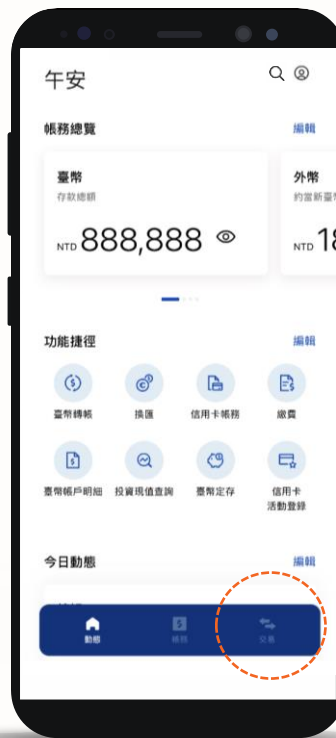 午安
帳務總覽
編輯
臺幣
存款總額
NTD 888,888
外幣
約當新臺幣
NTD 18
功能捷徑
編輯
臺幣轉帳
換匯
信用卡帳務
繳費
臺幣帳戶明細
投資現值查詢
臺幣定存
信用卡
活動登錄
今日動態
編輯
動態
帳務
交易